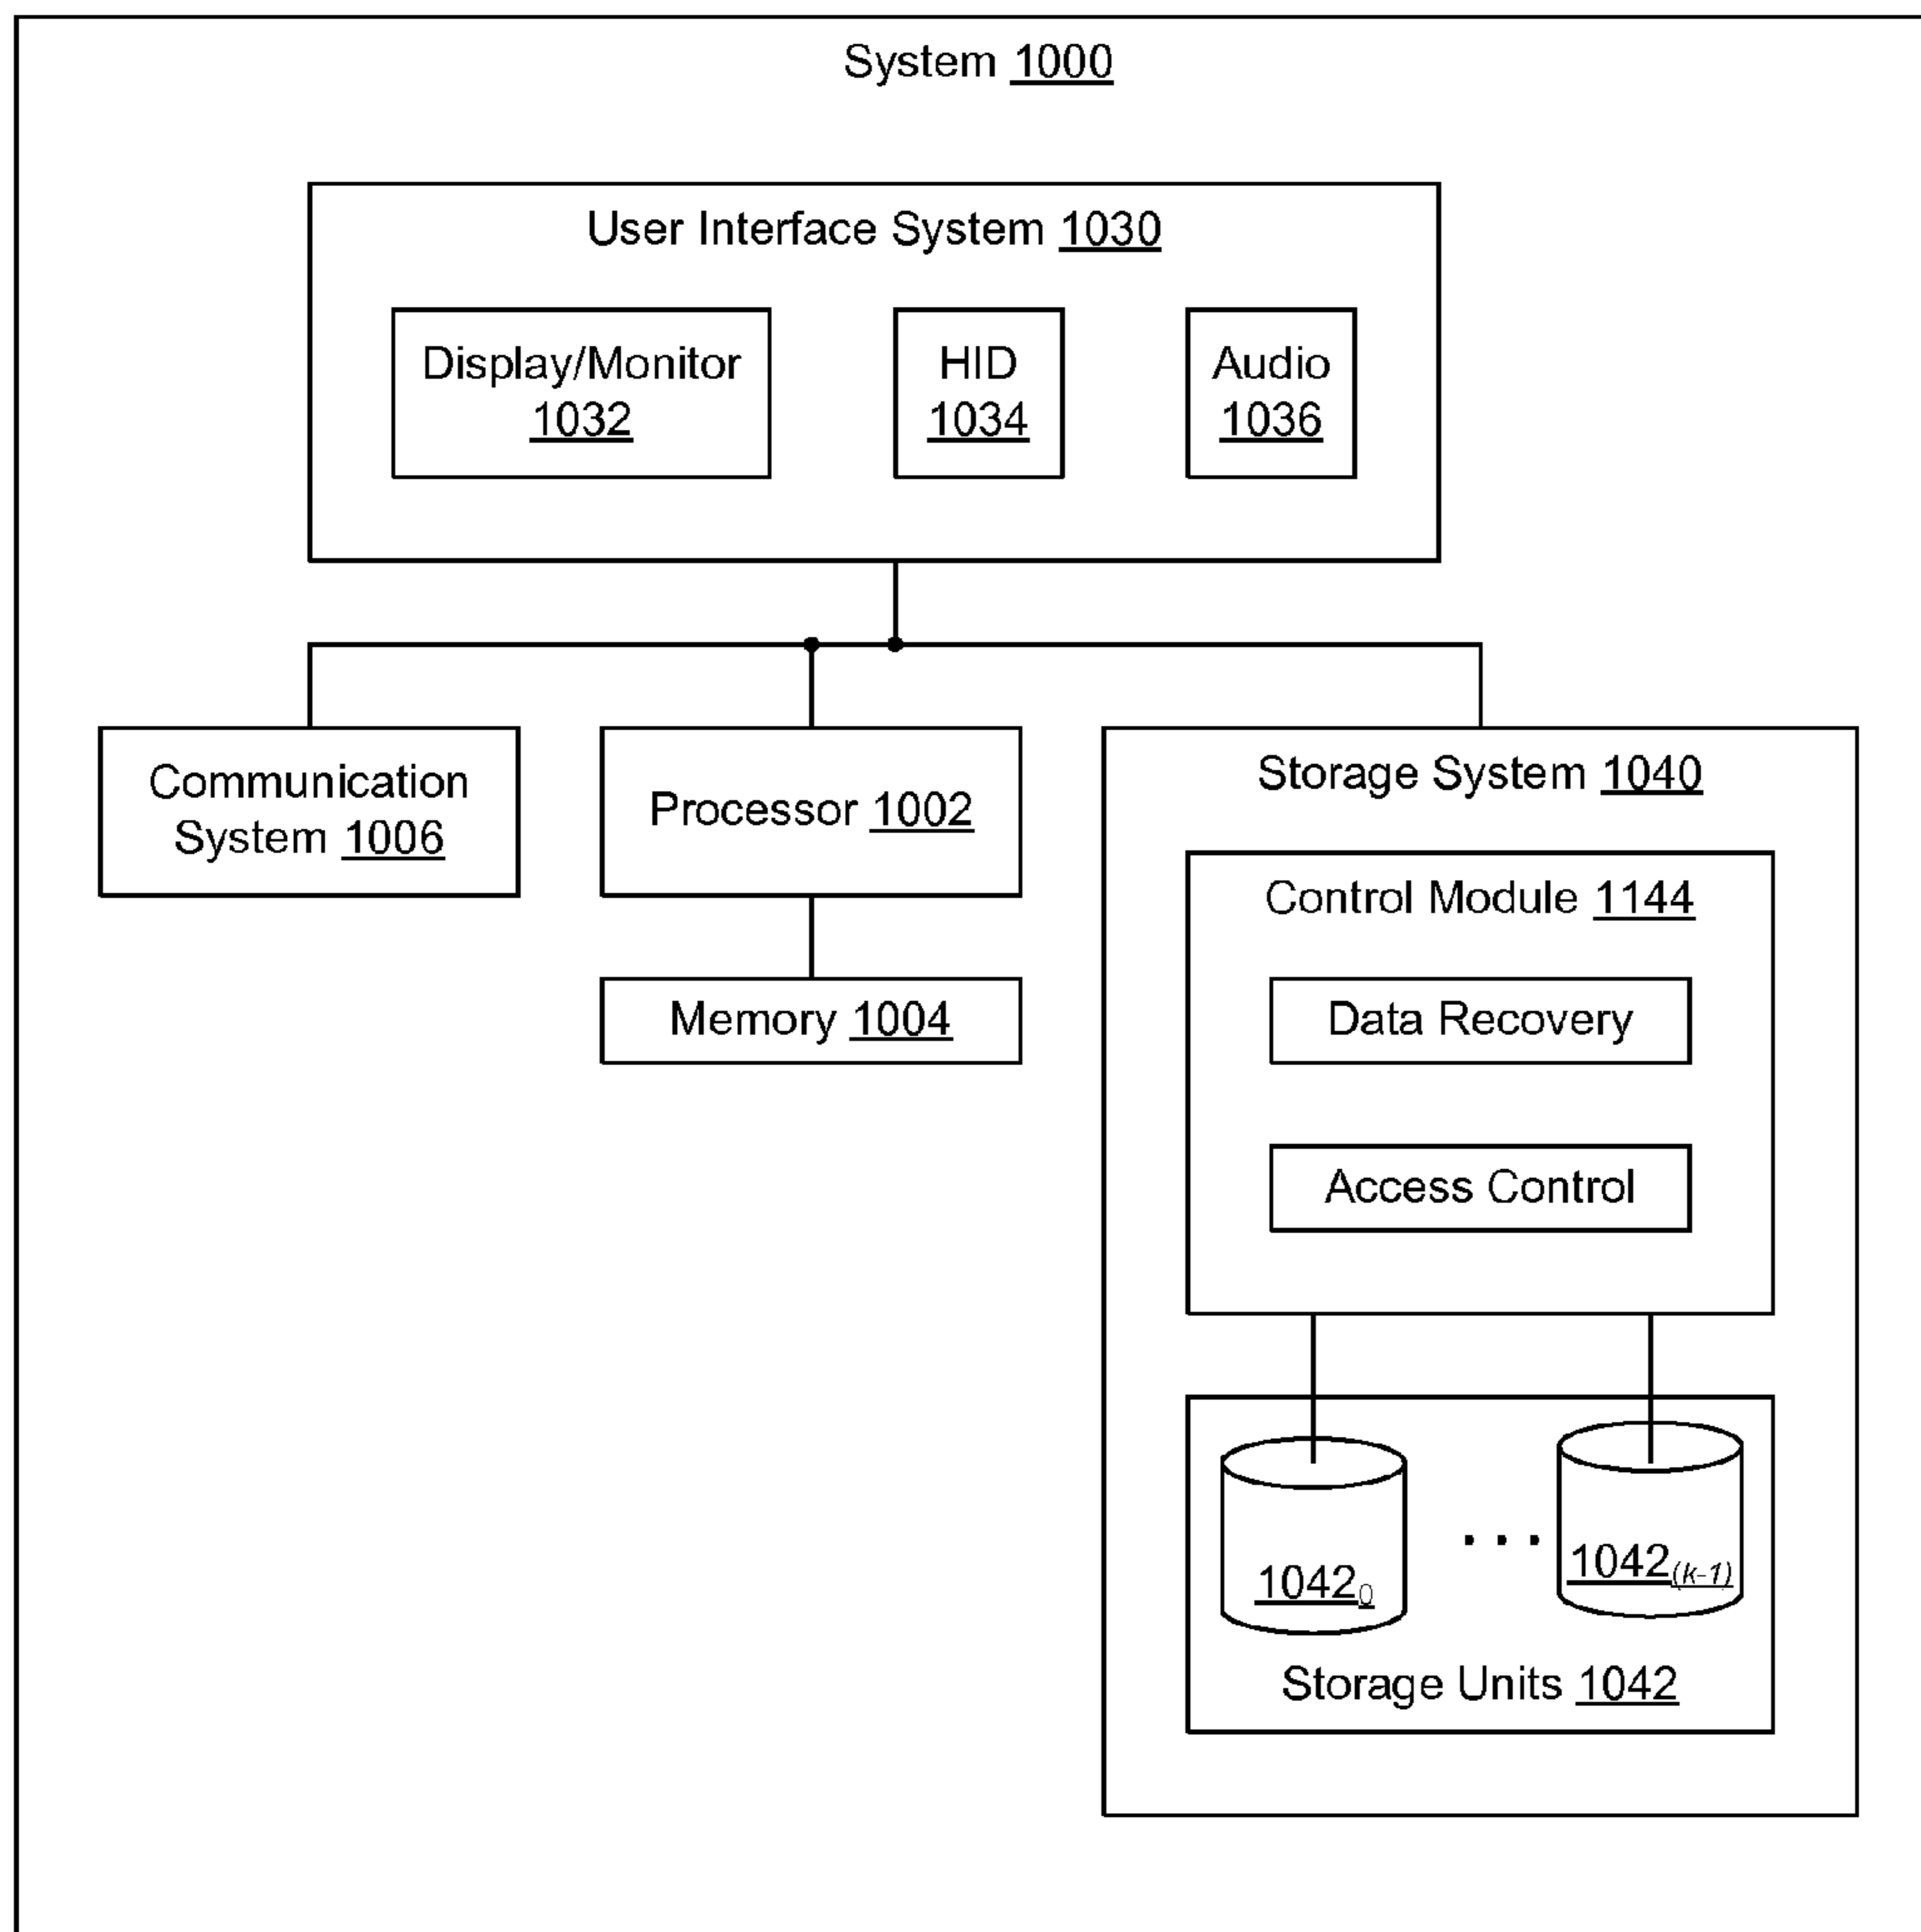 System 1000
User Interface System 1030
Display/Monitor
1032
HID
1034
Audio
1036
Communication
System 1006
Processor 1002
Memory 1004
Storage System 1040
Control Module 1144
Data Recovery
Access Control
1042₀
. . .
1042(k-1)
Storage Units 1042